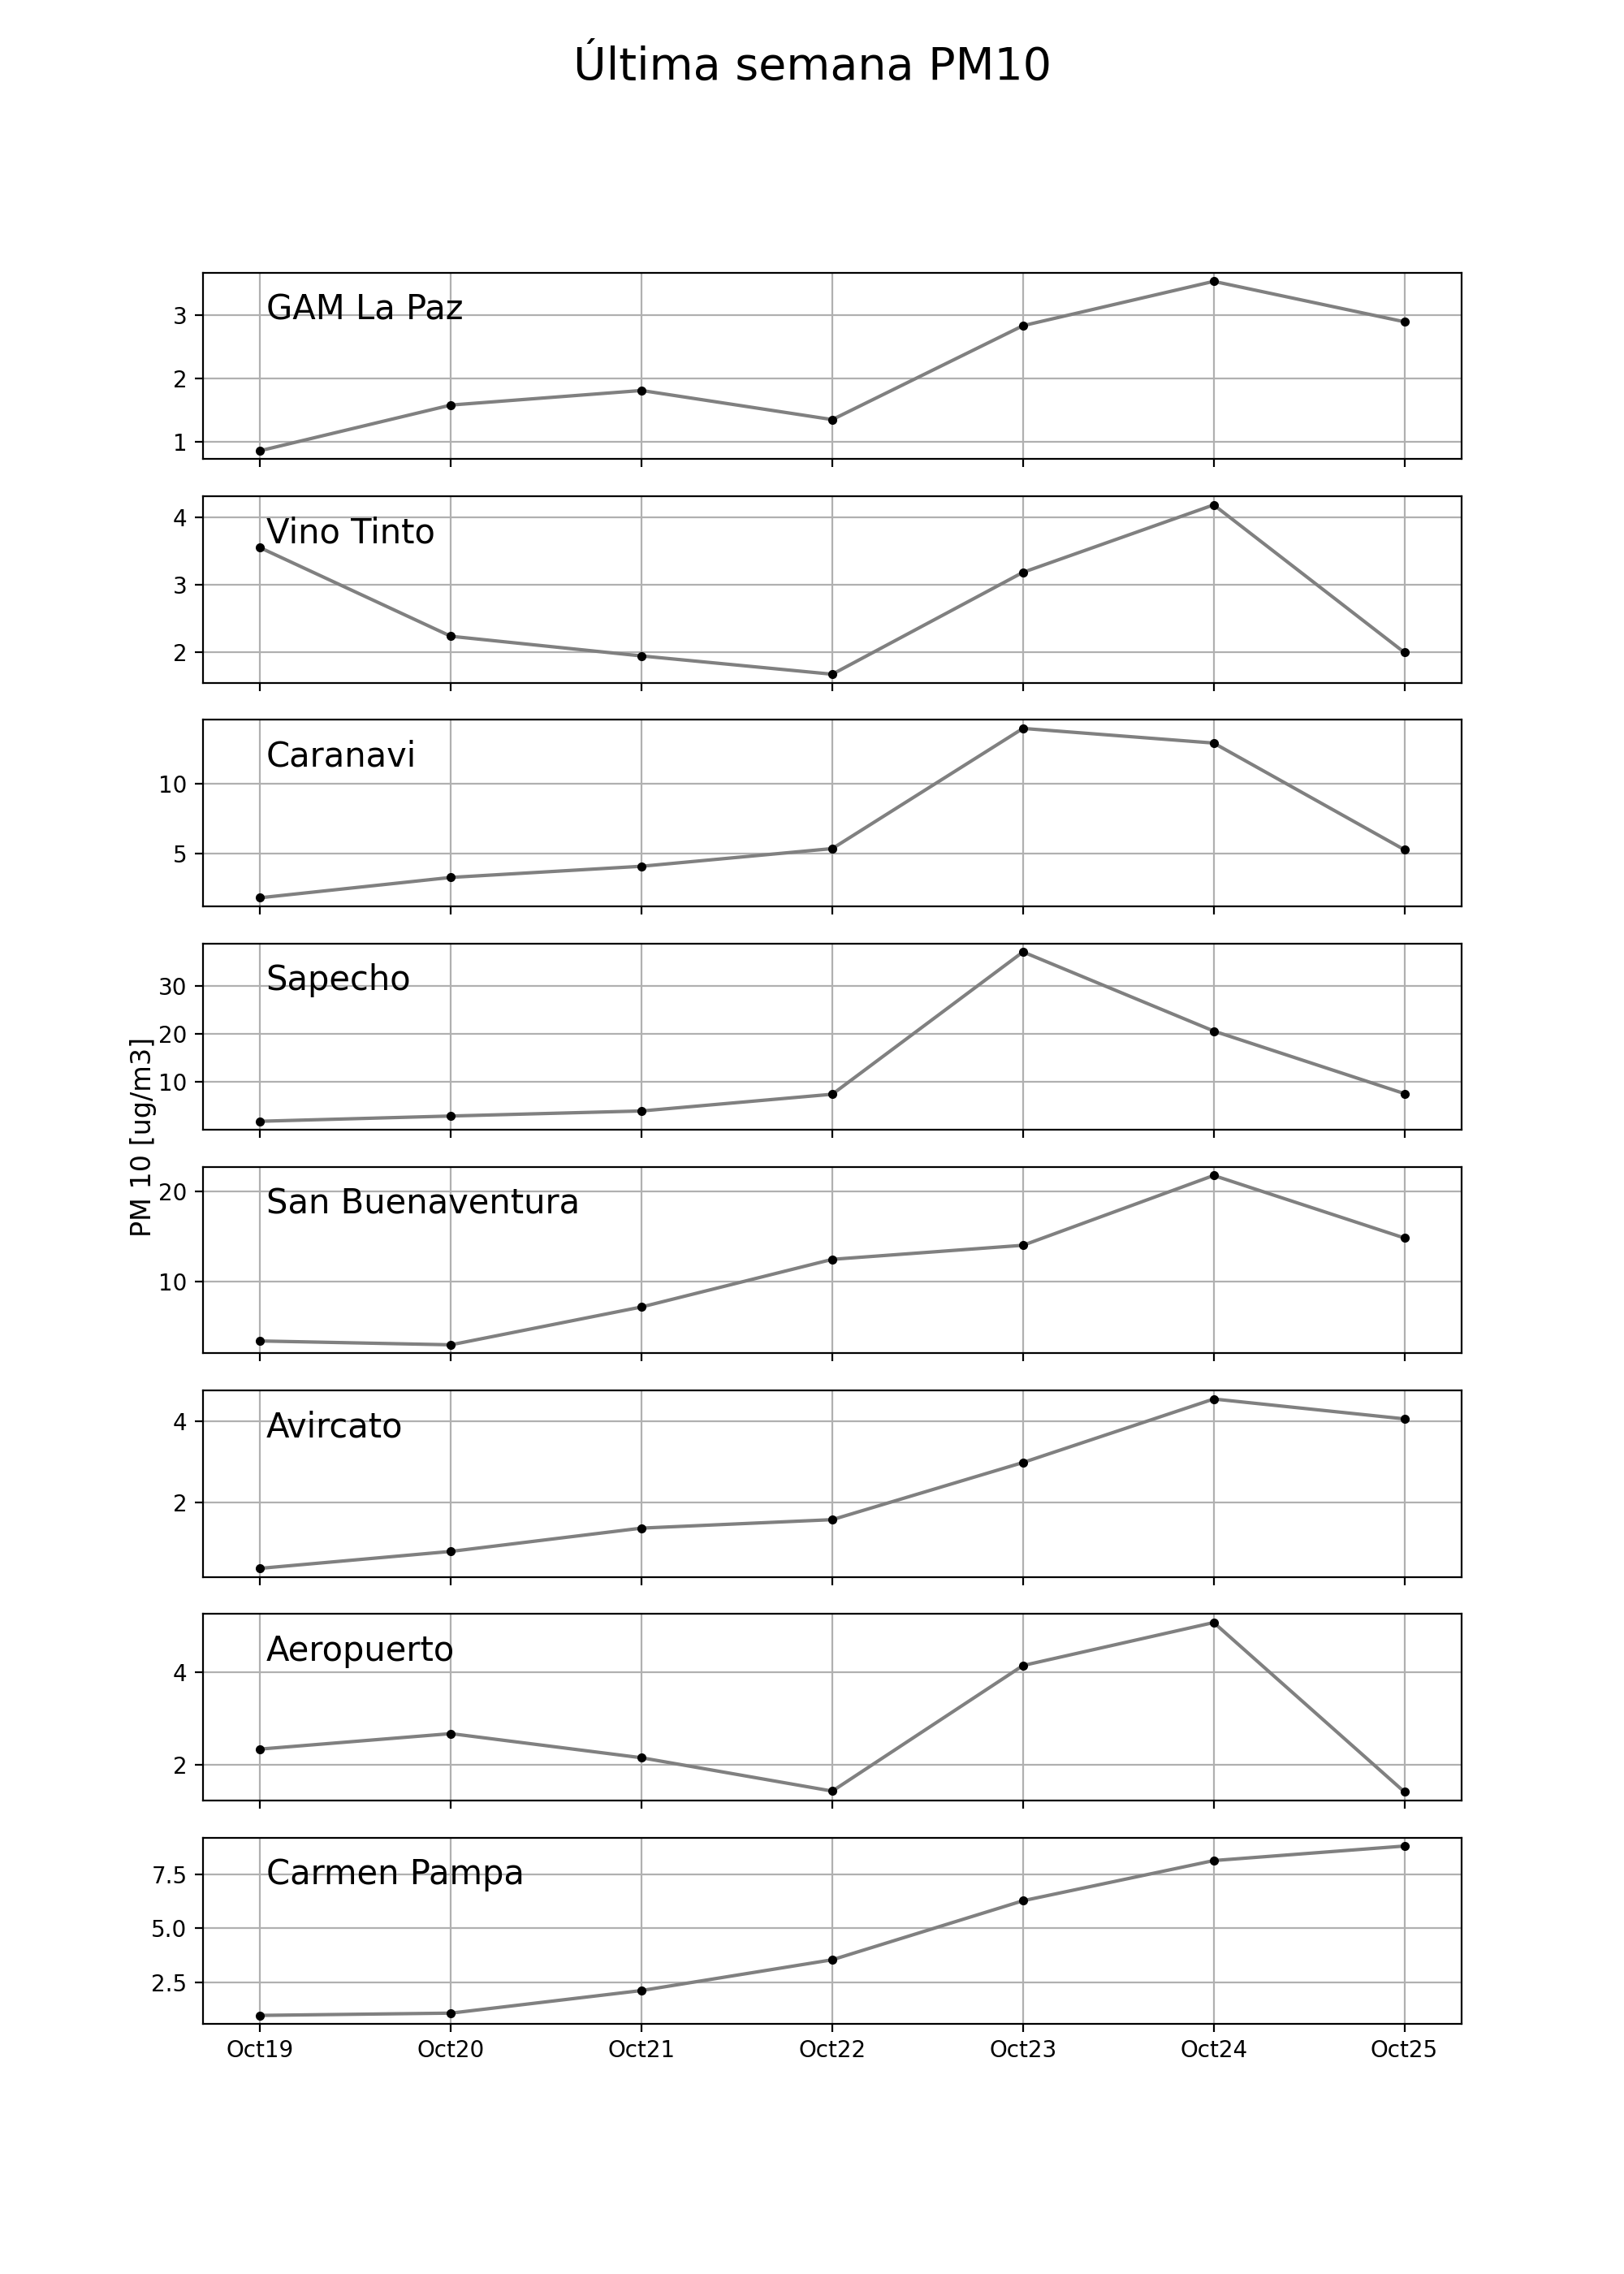 Última semana PM10
GAM La Paz
3
2
1
Vino Tinto
4
3
2
Caranavi
10
5
Sapecho
30
20
10
PM 10 [ug/m3]
San Buenaventura
20
10
Avircato
4
2
Aeropuerto
4
2
Carmen Pampa
7.5
5.0
2.5
Oct19 Oct20 Oct21 Oct22 Oct23 Oct24 Oct25